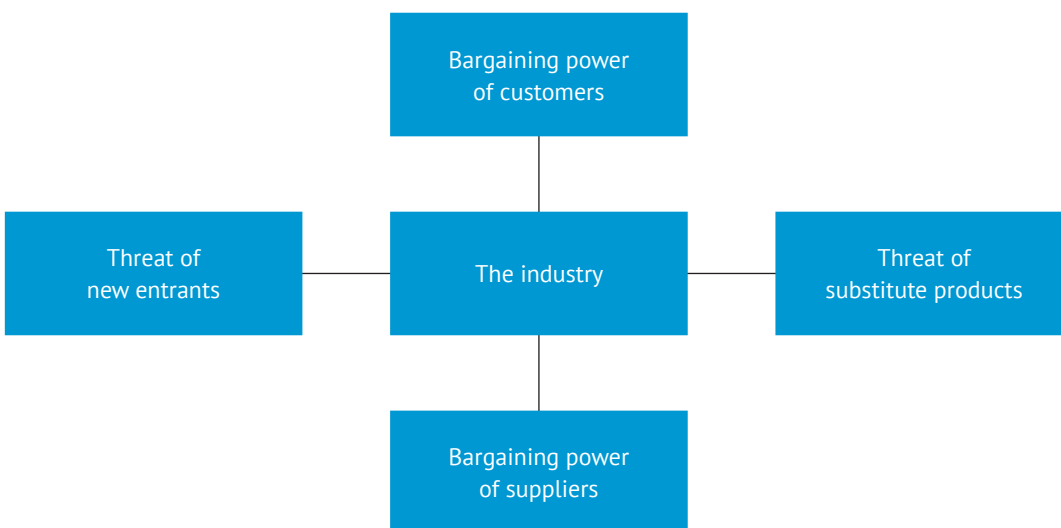 Bargaining power
of customers
Threat of
new entrants
The industry
Threat of
substitute products
Bargaining power
of suppliers